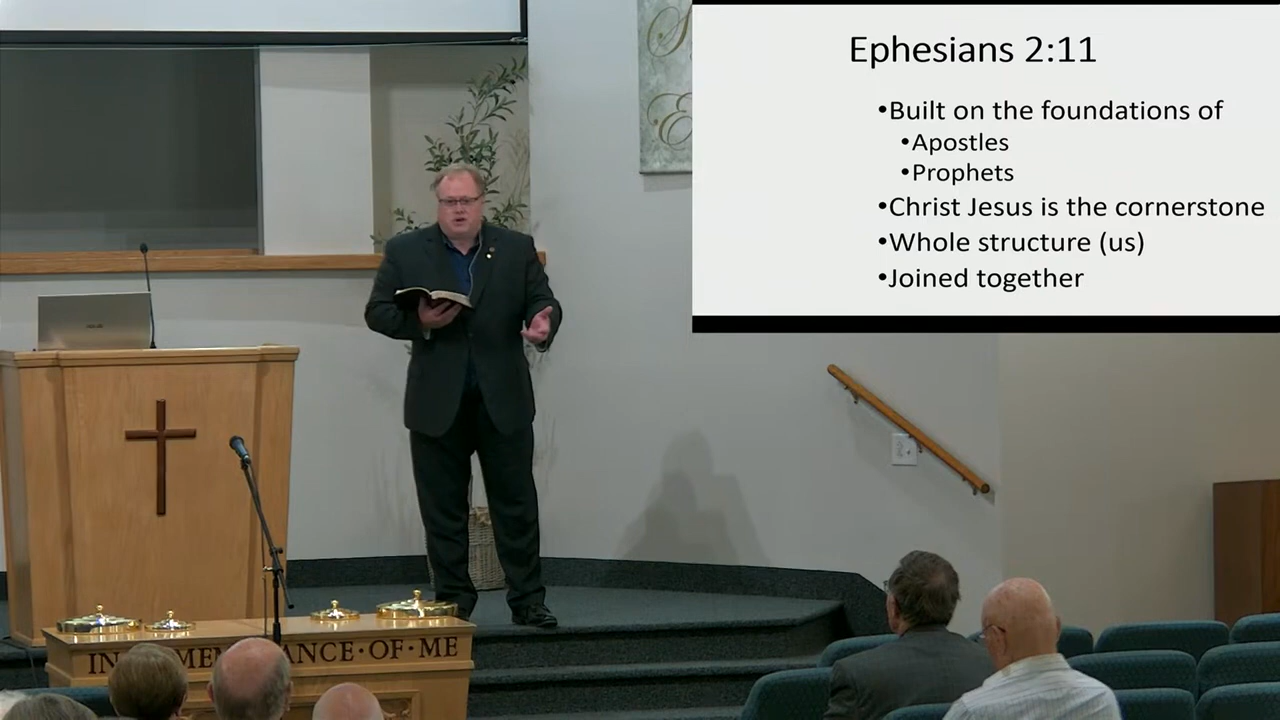 Ephesians 2:11
•Built on the foundations of
•Apostles
•Prophets
•Christ Jesus is the cornerstone
•Whole structure (us)
•Joined together
IN ANCE·OF·ME